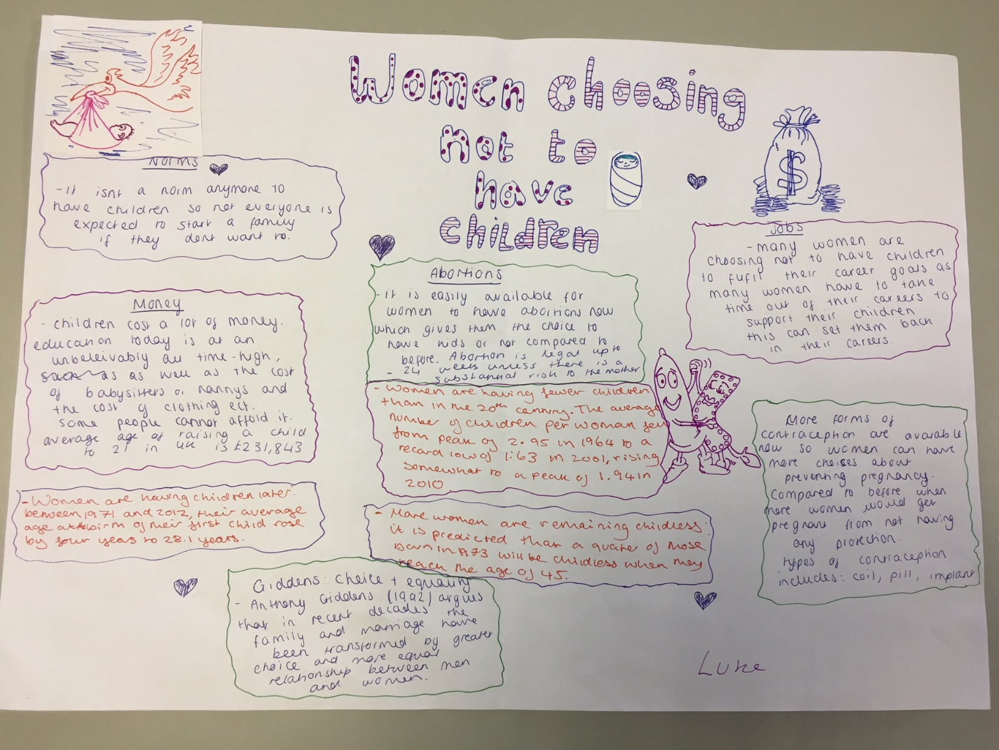 Women choosing
not to
have
children
Norms
- It isnt a norm anymore to
have children so not everyone is
expected to start a family
if they dont want to.
Money
- children cost a lot of money.
education today is at an
unbeleivably all time-high,
as as well as the cost
of babysitters or nannys and
the cost of clothing ect.
some people cannot afford it.
average age of raising a child
to 21 in UK is £231,843
- Women are having children later:
between 1971 and 2012, their average
age at birth of their first child rose
by four years to 28.1 years.
Abortions
- it is easily available for
women to have abortions now
which gives them the choice to
have kids or not compared to
before. Abortion is legal up to
- 24 weeks unless there is a
substantial risk to the mother
- Women are having fewer children
than in the 20th century. The average
number of children per woman fell
from peak of 2.95 in 1964 to a
record low of 1:63 in 2001, rising
somewhat to a peak of 1.94 in
2010.
- More women are remaining childless:
it is predicted that a quater of those
born in 1973 will be childless when they
reach the age of 45.
Giddens: choice + equality
- Anthony Giddens (1992) argues
that in recent decades the
family and marriage have
been transformed by greater
choice and more equal
relationship between men
and women.
$
Jobs
- many women are
choosing not to have children
to fufil their career goals as
many women have to take
time out of their careers to
support their children
this can set them back
in their careers.
More forms of
contraception are avaiable
now so women can have
more choises about
preventing pregnancy.
Compared to before when
more women would get
pregnant from not having
any protection.
types of contraception
includes: coil, pill, implant
Luke